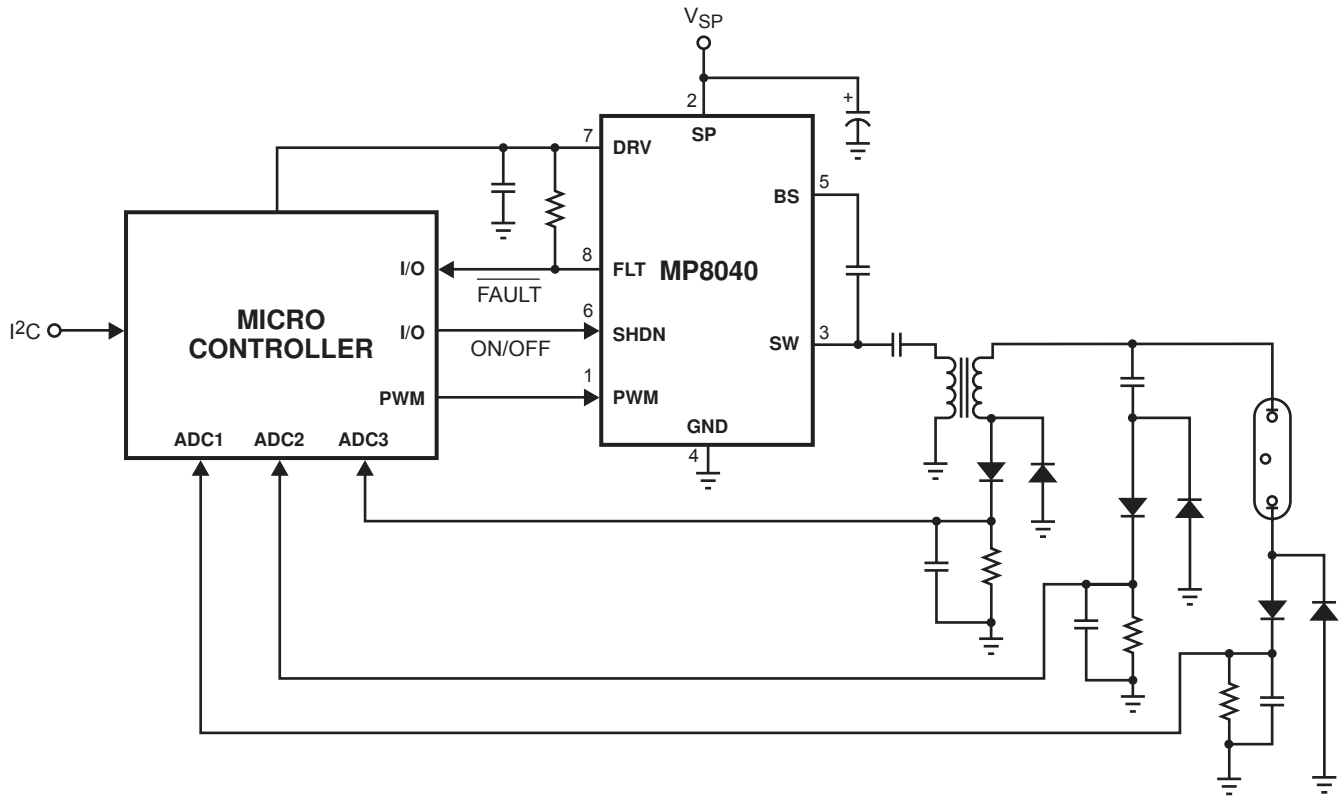 V_SP
2
SP
+
7
DRV
5
BS
8
FLT
I/O
FAULT
MP8040
MICRO
CONTROLLER
I²C
6
I/O
SHDN
ON/OFF
3
SW
1
PWM
PWM
GND
4
ADC1 ADC2 ADC3